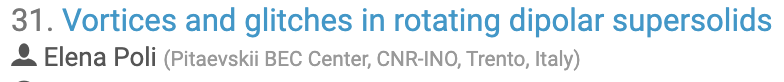 31. Vortices and glitches in rotating dipolar supersolids
Elena Poli (Pitaevskii BEC Center, CNR-INO, Trento, Italy)